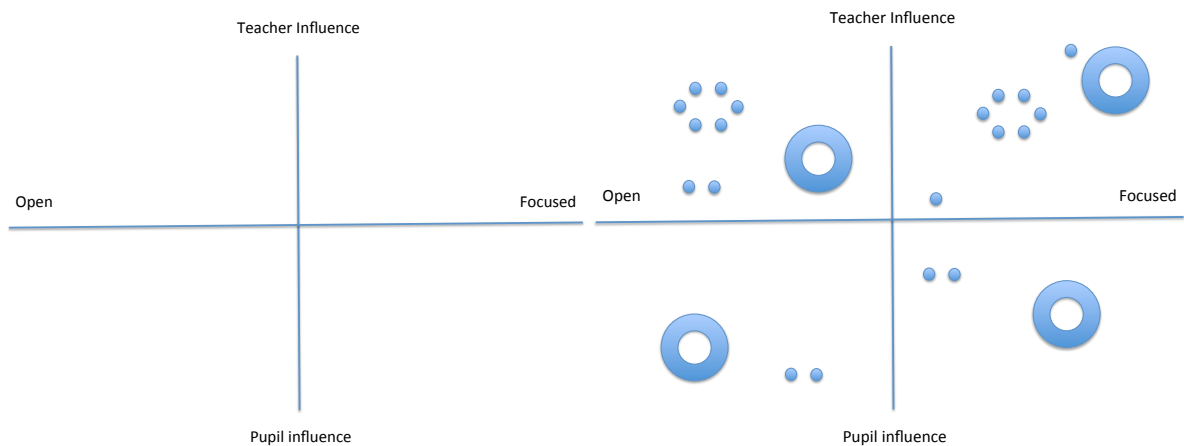 Teacher Influence
Open
Focused
Pupil influence
Teacher Influence
Open
Focused
Pupil influence